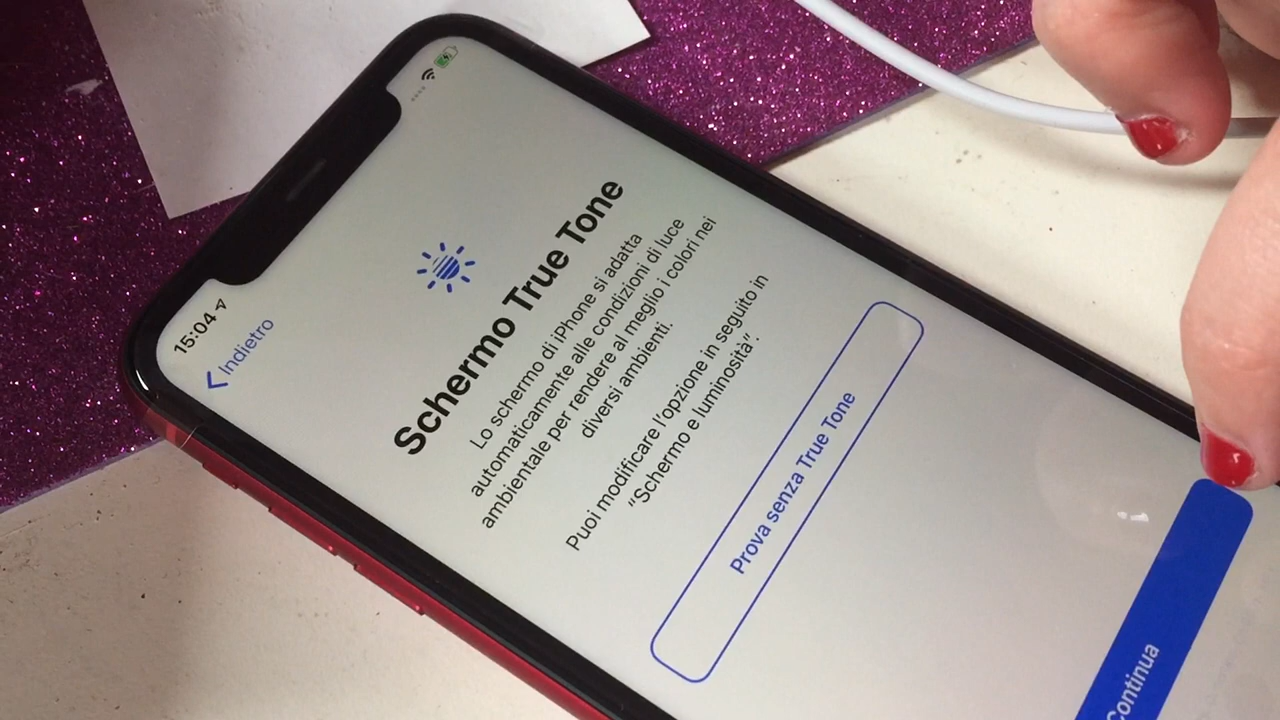 15:04
Indietro
Schermo True Tone
Lo schermo di iPhone si adatta
automaticamente alle condizioni di luce
ambientale per rendere al meglio i colori nei
diversi ambienti.
Puoi modificare l'opzione in seguito in
"Schermo e luminosità".
Prova senza True Tone
Continua